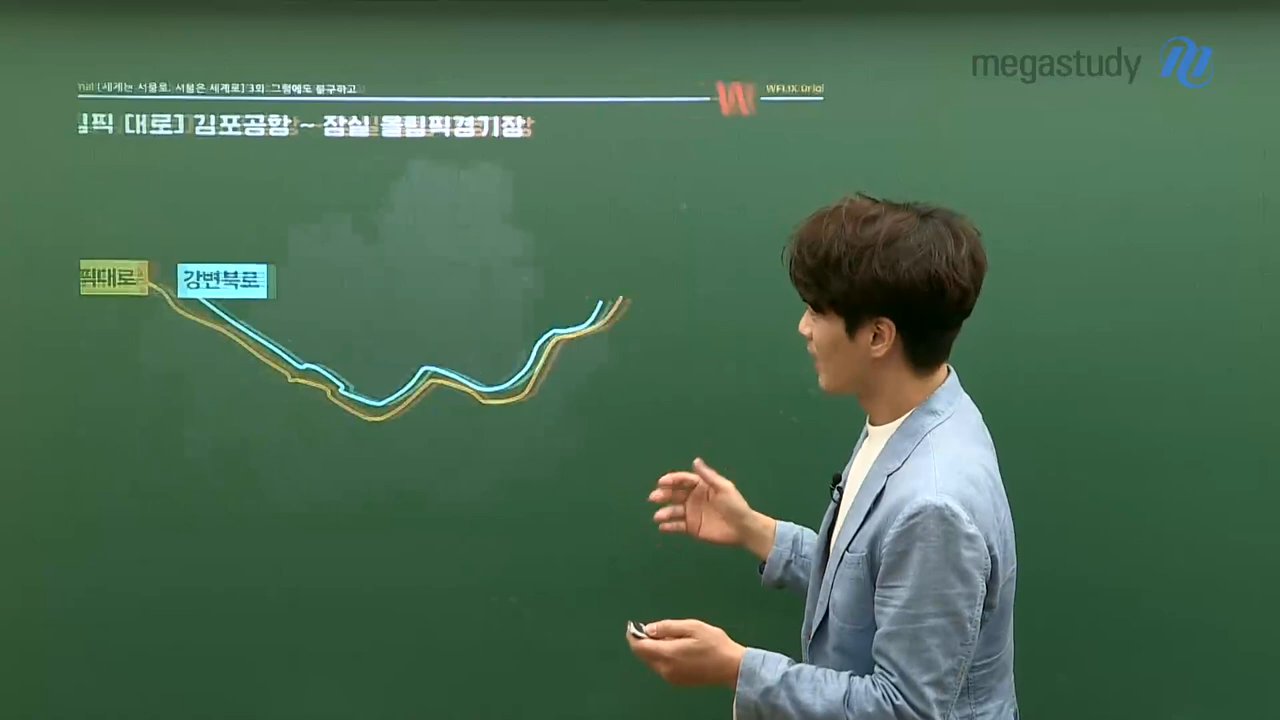 megastudy
[세계는 서울로, 서울은 세계로] 3회. 그럼에도 불구하고
픽 대로] 김포공항 ~ 잠실 올림픽경기장
픽대로
강변북로